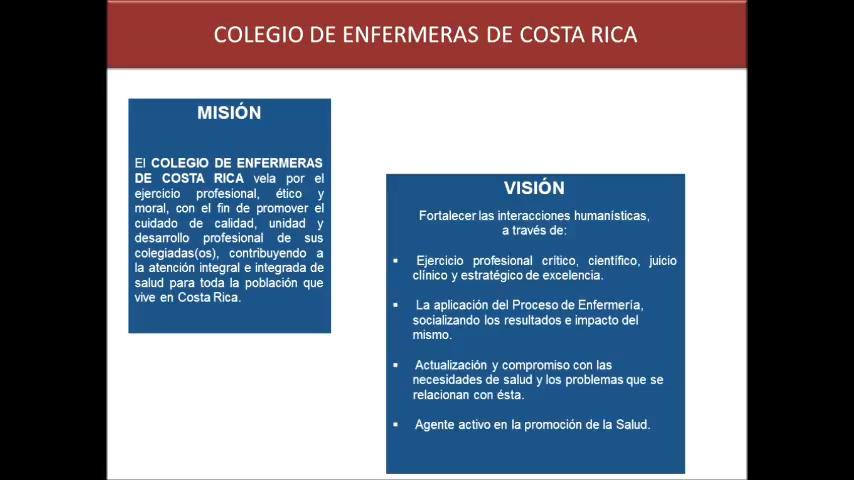 COLEGIO DE ENFERMERAS DE COSTA RICA
MISIÓN
El COLEGIO DE ENFERMERAS
DE COSTA RICA vela por el
ejercicio profesional, ético y
moral, con el fin de promover el
cuidado de calidad, unidad y
desarrollo profesional de sus
colegiadas(os), contribuyendo a
la atención integral e integrada de
salud para toda la población que
vive en Costa Rica.
VISIÓN
Fortalecer las interacciones humanísticas,
a través de:
▪ Ejercicio profesional crítico, científico, juicio
clínico y estratégico de excelencia.
▪ La aplicación del Proceso de Enfermería,
socializando los resultados e impacto del
mismo.
▪ Actualización y compromiso con las
necesidades de salud y los problemas que se
relacionan con ésta.
▪ Agente activo en la promoción de la Salud.